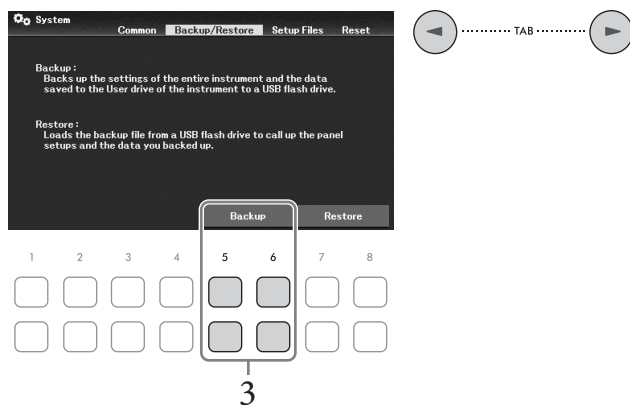 System
Common Backup/Restore Setup Files Reset
TAB
Backup :
Backs up the settings of the entire instrument and the data
saved to the User drive of the instrument to a USB flash drive.
Restore :
Loads the backup file from a USB flash drive to call up the panel
setups and the data you backed up.
Backup Restore
1 2 3 4 5 6 7 8
3